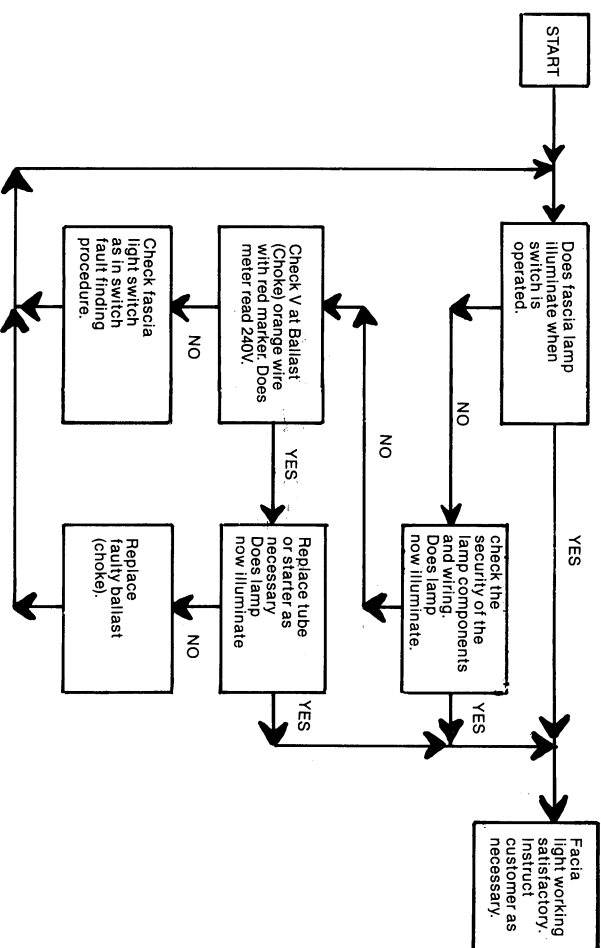 START
Does fascia lamp
illuminate when
switch is
operated.
YES
NO
check the
security of the
lamp components
and wiring.
Does lamp
now illuminate.
YES
NO
Check V at Ballast
(Choke) orange wire
with red marker. Does
meter read 240V.
YES
NO
Replace tube
or starter as
necessary
Does lamp
now illuminate
YES
NO
Check fascia
light switch
as in switch
fault finding
procedure.
Replace
faulty ballast
(choke).
Facia
light working
satisfactory.
Instruct
customer as
necessary.